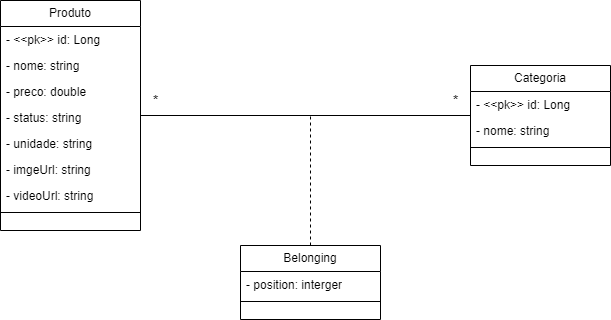 Produto
- <<pk>> id: Long
- nome: string
- preco: double
- status: string
- unidade: string
- imgeUrl: string
- videoUrl: string
* *
Categoria
- <<pk>> id: Long
- nome: string
Belonging
- position: interger